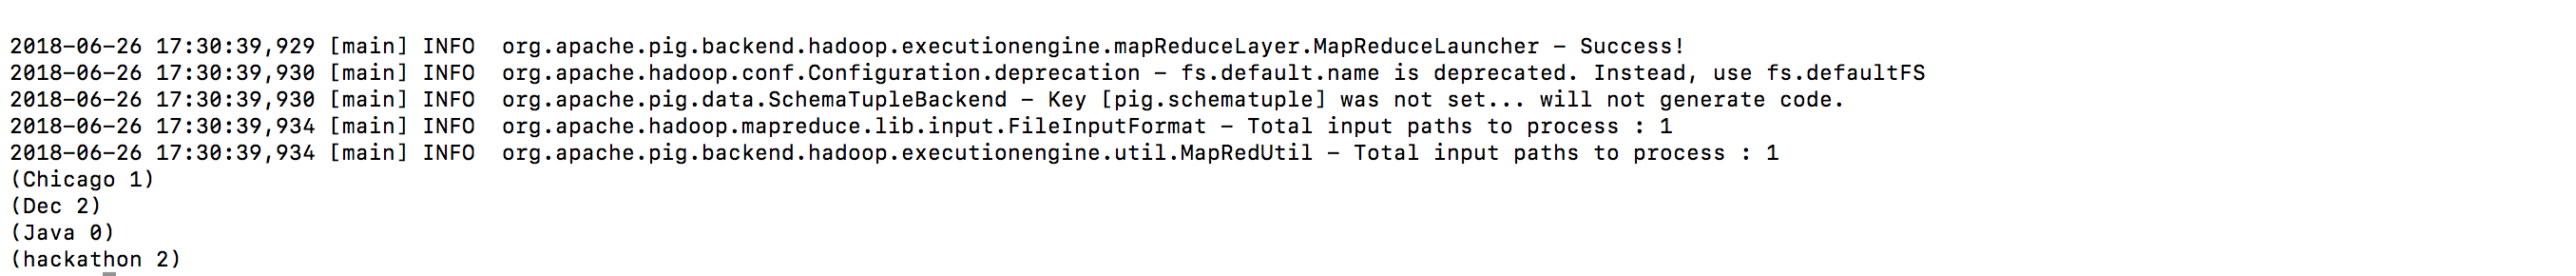 2018-06-26 17:30:39,929 [main] INFO  org.apache.pig.backend.hadoop.executionengine.mapReduceLayer.MapReduceLauncher - Success!
2018-06-26 17:30:39,930 [main] INFO  org.apache.hadoop.conf.Configuration.deprecation - fs.default.name is deprecated. Instead, use fs.defaultFS
2018-06-26 17:30:39,930 [main] INFO  org.apache.pig.data.SchemaTupleBackend - Key [pig.schematuple] was not set... will not generate code.
2018-06-26 17:30:39,934 [main] INFO  org.apache.hadoop.mapreduce.lib.input.FileInputFormat - Total input paths to process : 1
2018-06-26 17:30:39,934 [main] INFO  org.apache.pig.backend.hadoop.executionengine.util.MapRedUtil - Total input paths to process : 1
(Chicago 1)
(Dec 2)
(Java 0)
(hackathon 2)